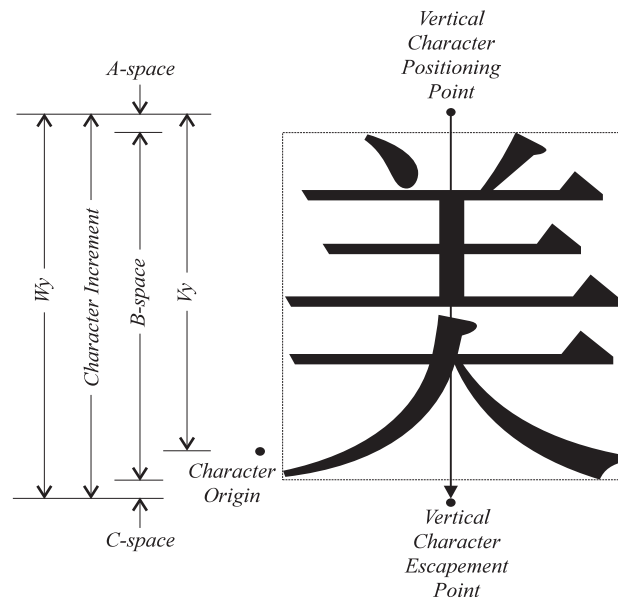 Vertical
Character
Positioning
Point
A-space
Wy
Character Increment
B-space
Vy
美
Character
Origin
C-space
Vertical
Character
Escapement
Point